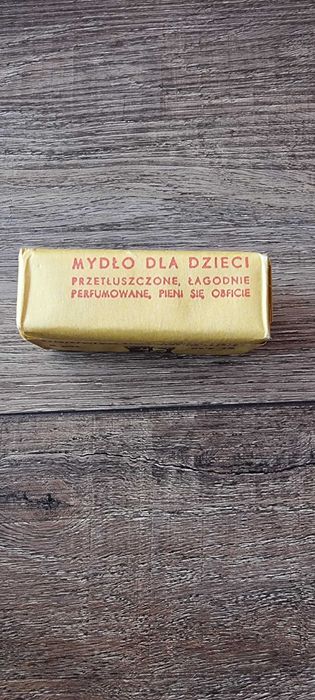 MYDŁO DLA DZIECI
PRZETŁUSZCZONE, ŁAGODNIE
PERFUMOWANE, PIENI SIĘ OBFICIE